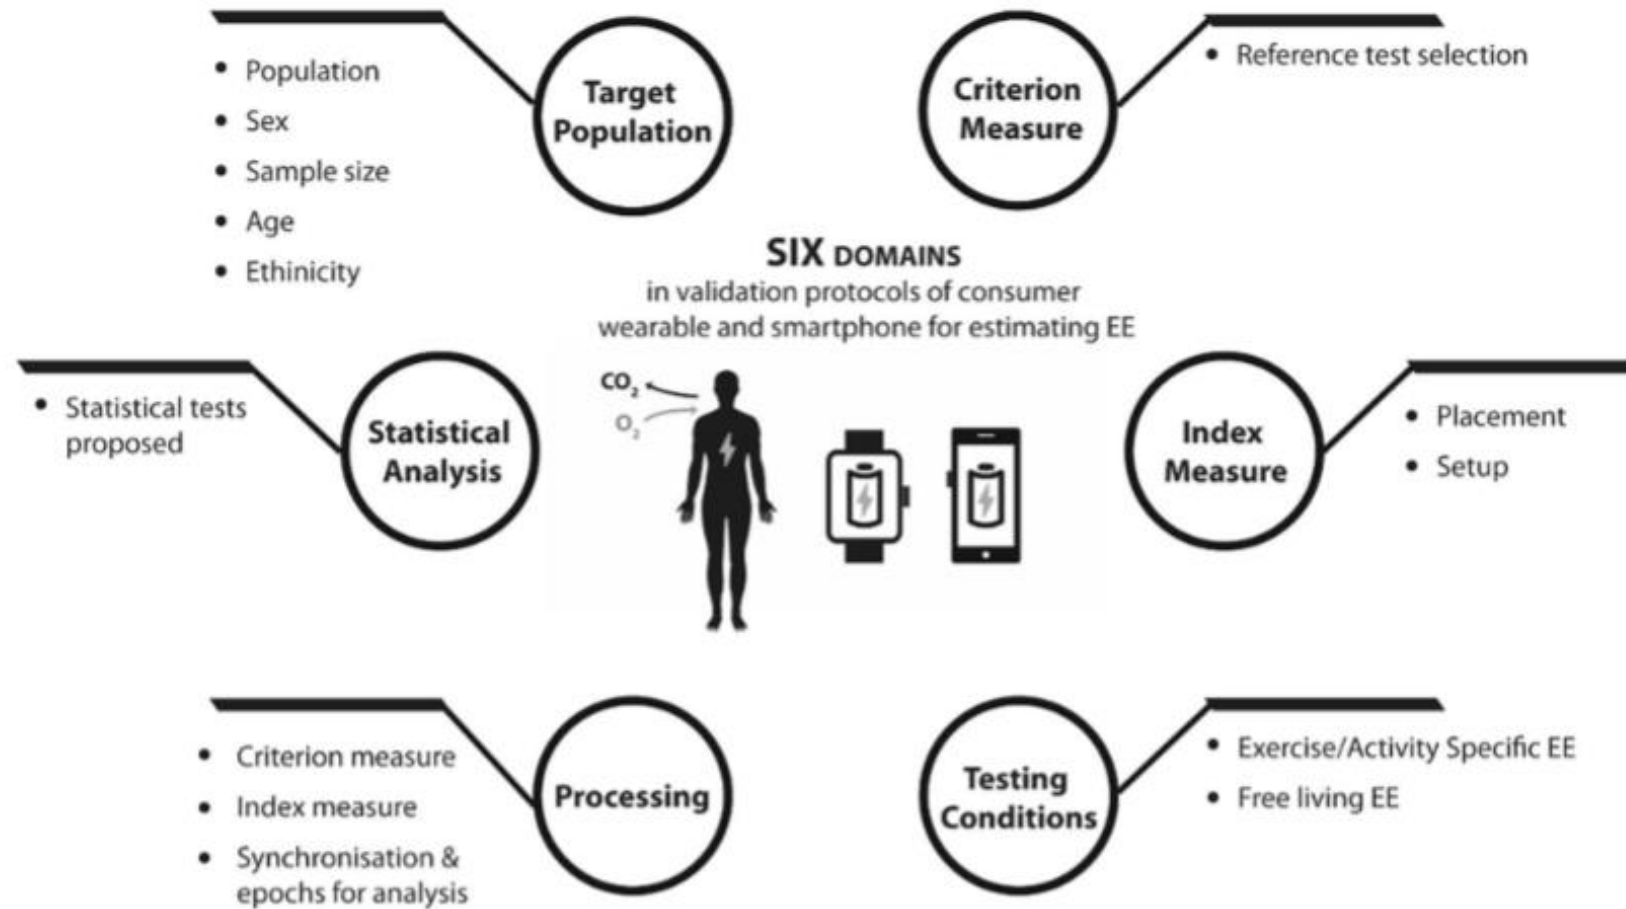 Target
Population
• Population
• Sex
• Sample size
• Age
• Ethinicity
Criterion
Measure
• Reference test selection
SIX DOMAINS
in validation protocols of consumer
wearable and smartphone for estimating EE
CO₂
O₂
Statistical
Analysis
• Statistical tests
proposed
Index
Measure
• Placement
• Setup
Processing
• Criterion measure
• Index measure
• Synchronisation &
epochs for analysis
Testing
Conditions
• Exercise/Activity Specific EE
• Free living EE